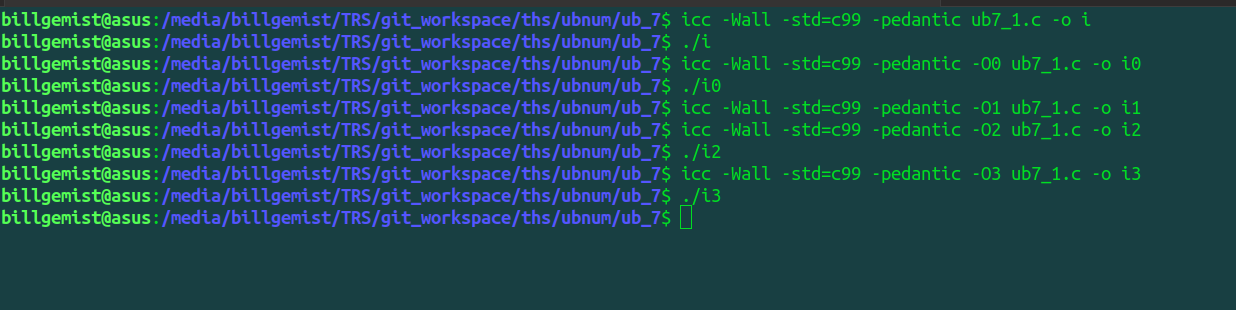 billgemist@asus:/media/billgemist/TRS/git_workspace/ths/ubnum/ub_7$ icc -Wall -std=c99 -pedantic ub7_1.c -o i
billgemist@asus:/media/billgemist/TRS/git_workspace/ths/ubnum/ub_7$ ./i
billgemist@asus:/media/billgemist/TRS/git_workspace/ths/ubnum/ub_7$ icc -Wall -std=c99 -pedantic -O0 ub7_1.c -o i0
billgemist@asus:/media/billgemist/TRS/git_workspace/ths/ubnum/ub_7$ ./i0
billgemist@asus:/media/billgemist/TRS/git_workspace/ths/ubnum/ub_7$ icc -Wall -std=c99 -pedantic -O1 ub7_1.c -o i1
billgemist@asus:/media/billgemist/TRS/git_workspace/ths/ubnum/ub_7$ icc -Wall -std=c99 -pedantic -O2 ub7_1.c -o i2
billgemist@asus:/media/billgemist/TRS/git_workspace/ths/ubnum/ub_7$ ./i2
billgemist@asus:/media/billgemist/TRS/git_workspace/ths/ubnum/ub_7$ icc -Wall -std=c99 -pedantic -O3 ub7_1.c -o i3
billgemist@asus:/media/billgemist/TRS/git_workspace/ths/ubnum/ub_7$ ./i3
billgemist@asus:/media/billgemist/TRS/git_workspace/ths/ubnum/ub_7$